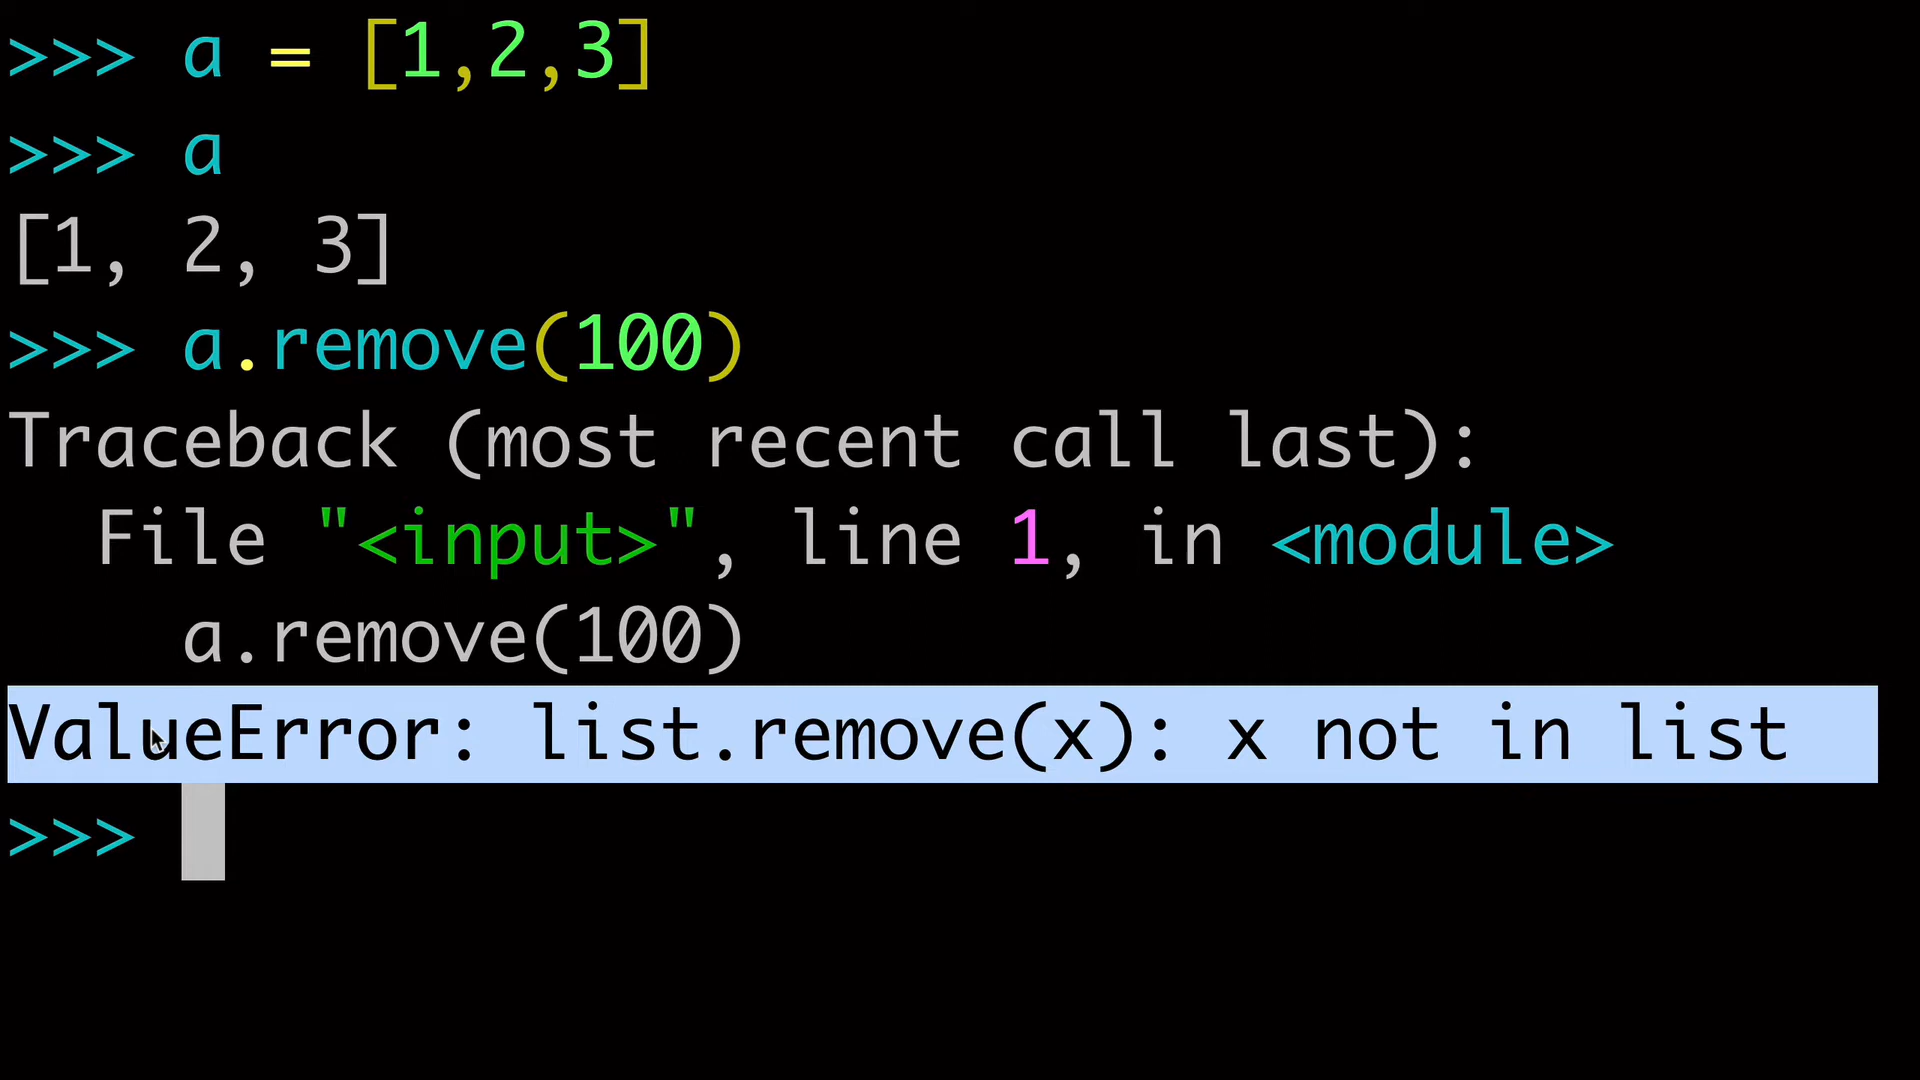 >>> a = [1,2,3]
>>> a
[1, 2, 3]
>>> a.remove(100)
Traceback (most recent call last):
  File "<input>", line 1, in <module>
    a.remove(100)
ValueError: list.remove(x): x not in list
>>>